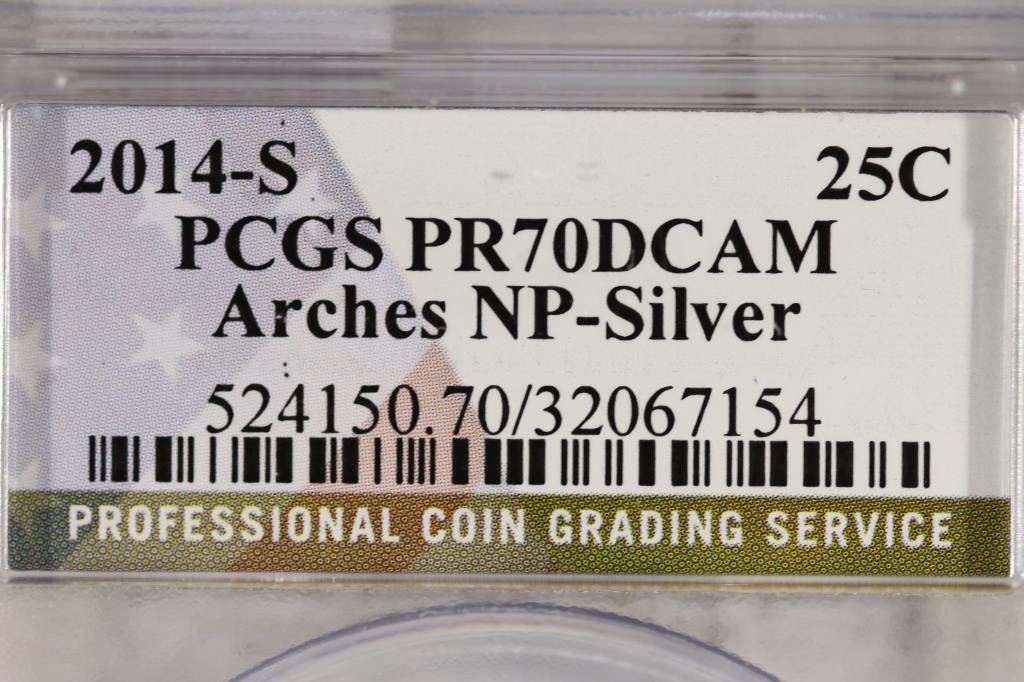 2014-S 25C
PCGS PR70DCAM
Arches NP-Silver
524150.70/32067154
PROFESSIONAL COIN GRADING SERVICE